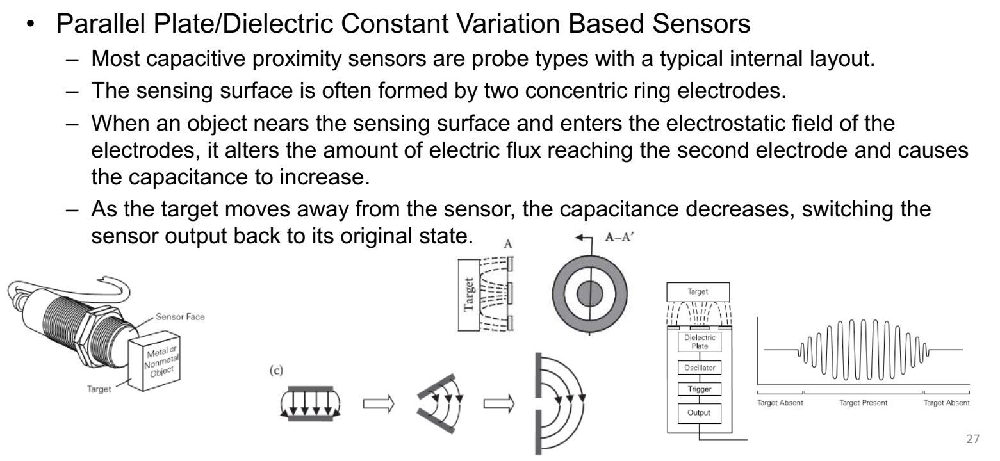 • Parallel Plate/Dielectric Constant Variation Based Sensors
– Most capacitive proximity sensors are probe types with a typical internal layout.
– The sensing surface is often formed by two concentric ring electrodes.
– When an object nears the sensing surface and enters the electrostatic field of the
electrodes, it alters the amount of electric flux reaching the second electrode and causes
the capacitance to increase.
– As the target moves away from the sensor, the capacitance decreases, switching the
sensor output back to its original state.
Sensor Face
Metal or
Nonmetal
Object
Target
A
Target
A–A′
(c)
Target
Dielectric
Plate
Oscillator
Trigger
Output
Target Absent
Target Present
Target Absent
27